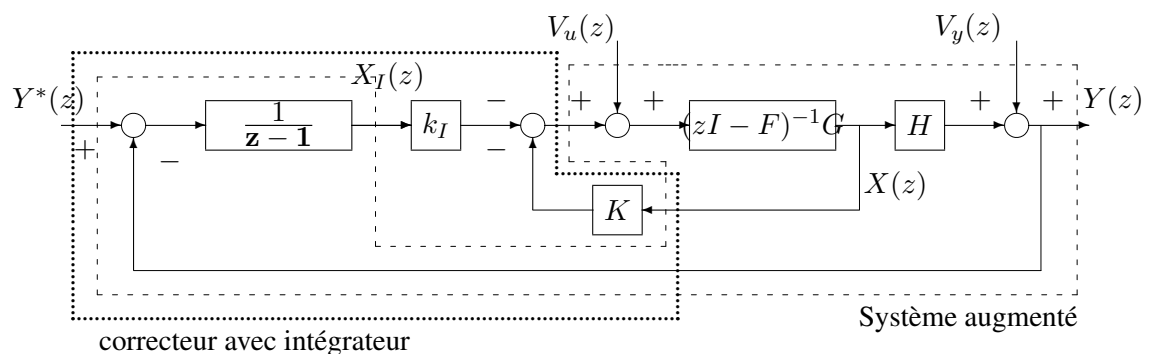 V_u(z)
V_y(z)
X_I(z)
Y*(z)
+
−
1
z − 1
k_I
−
−
+
+
(zI − F)^{-1}G
H
+
+
Y(z)
X(z)
K
Système augmenté
correcteur avec intégrateur